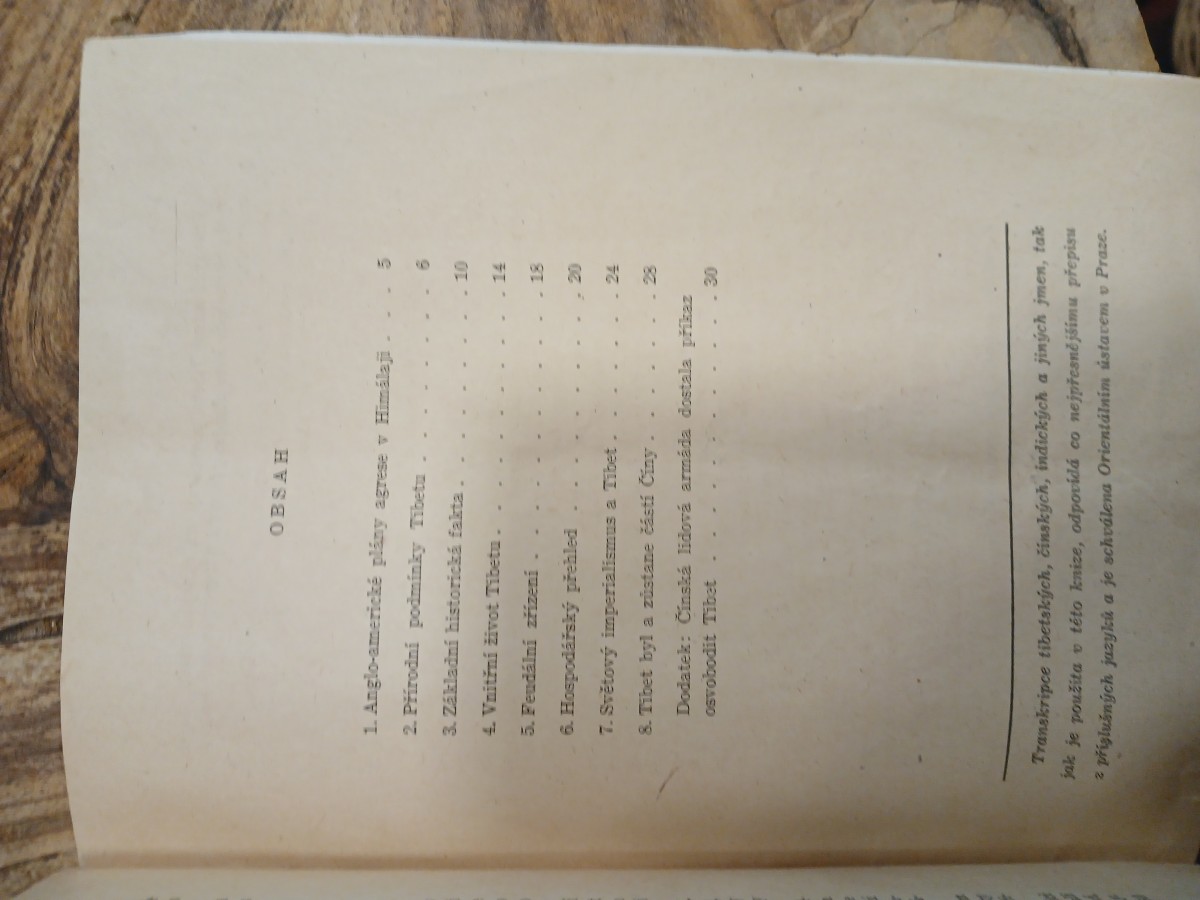 OBSAH
1. Anglo-americké plány agrese v Himálaji . . . 5
2. Přírodní podmínky Tibetu . . . . . . . . 6
3. Základní historická fakta . . . . . . . . . 10
4. Vnitřní život Tibetu . . . . . . . . . . . 14
5. Feudální zřízení . . . . . . . . . . . . 18
6. Hospodářský přehled . . . . . . . . . . 20
7. Světový imperialismus a Tibet . . . . . . . 24
8. Tibet byl a zůstane částí Číny . . . . . . . 28
Dodatek: Čínská lidová armáda dostala příkaz
osvobodit Tibet . . . . . . . . . . . . 30
Transkripce tibetských, čínských, indických a jiných jmen, tak
jak je použita v této knize, odpovídá co nejpřesnějšímu přepisu
z příslušných jazyků a je schválena Orientálním ústavem v Praze.